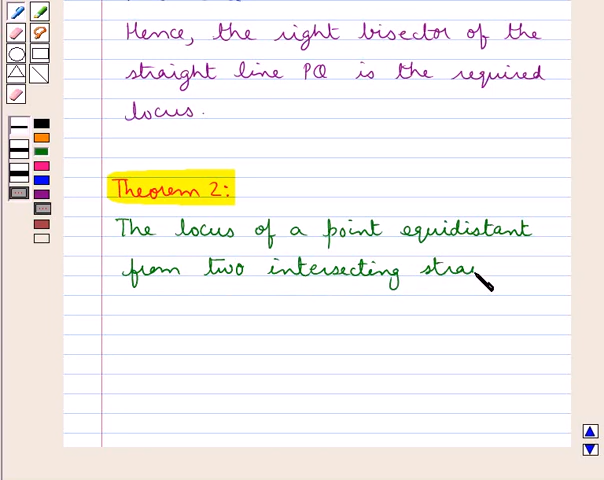 Hence, the right bisector of the
straight line PQ is the required
locus.
Theorem 2:
The locus of a point equidistant
from two intersecting stra